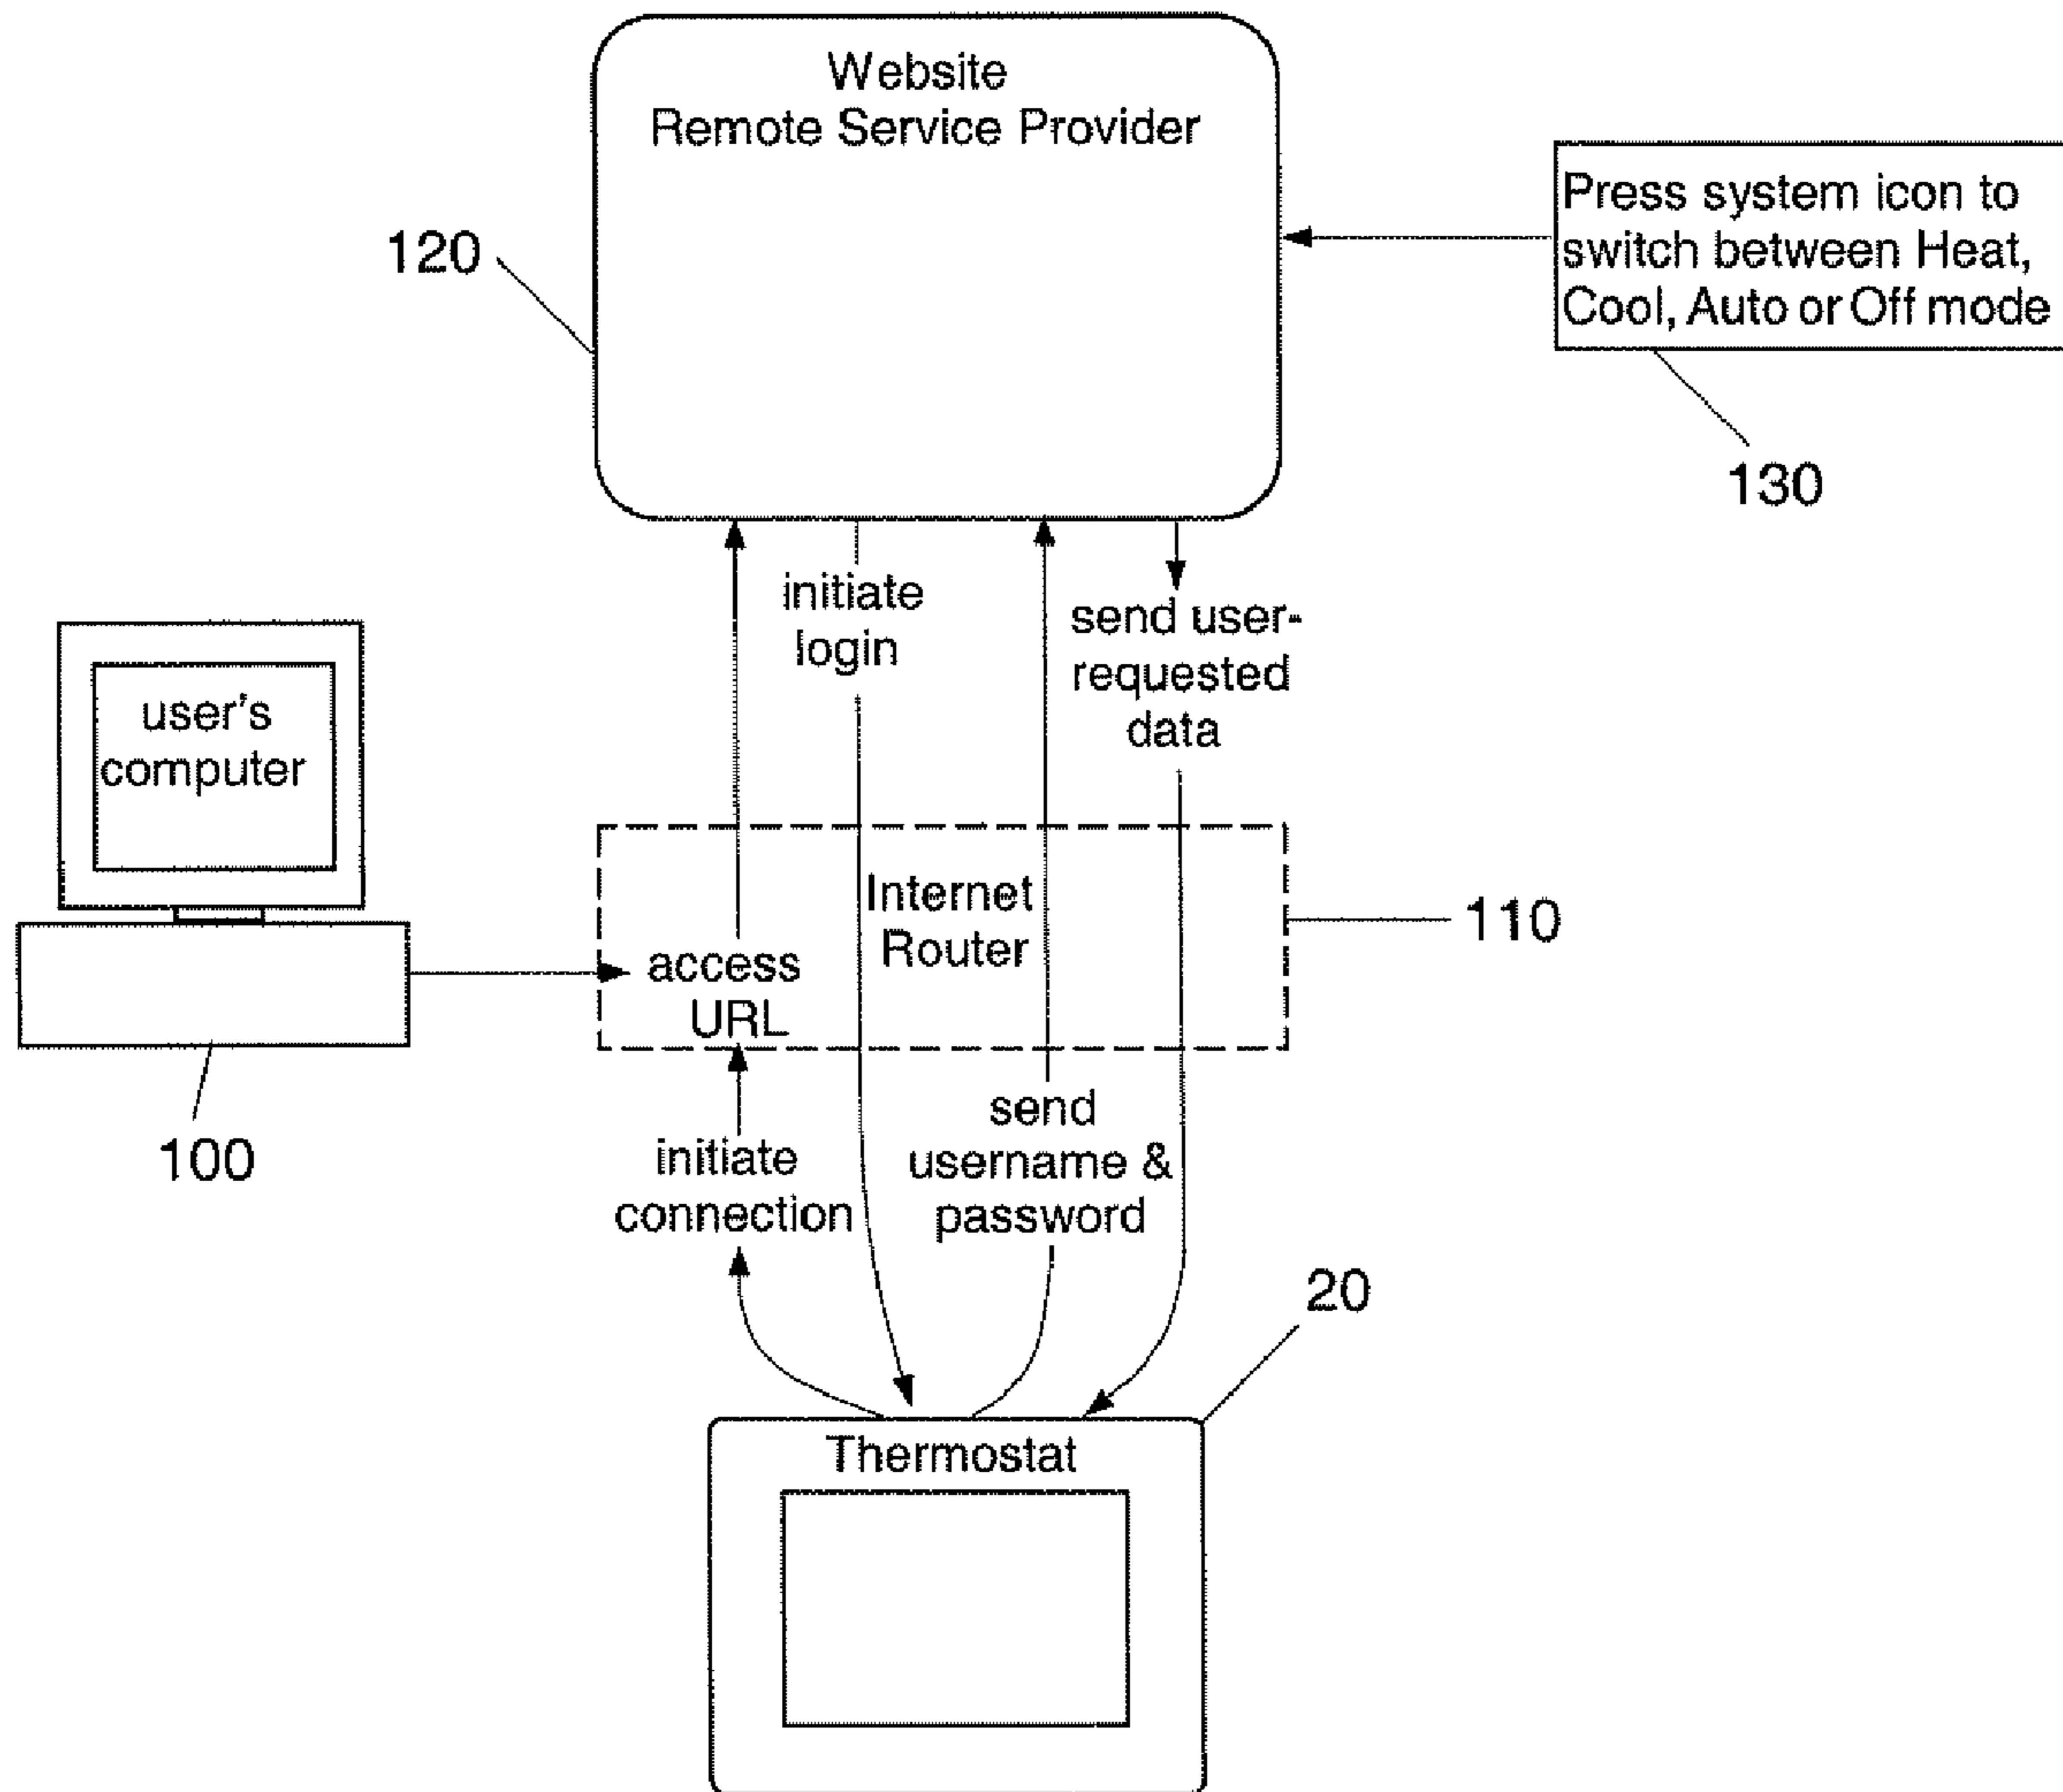 Website
Remote Service Provider
Press system icon to
switch between Heat,
Cool, Auto or Off mode
120
130
initiate
login
send user-
requested
data
user's
computer
Internet
Router
110
access
URL
100
send
username &
password
initiate
connection
20
Thermostat